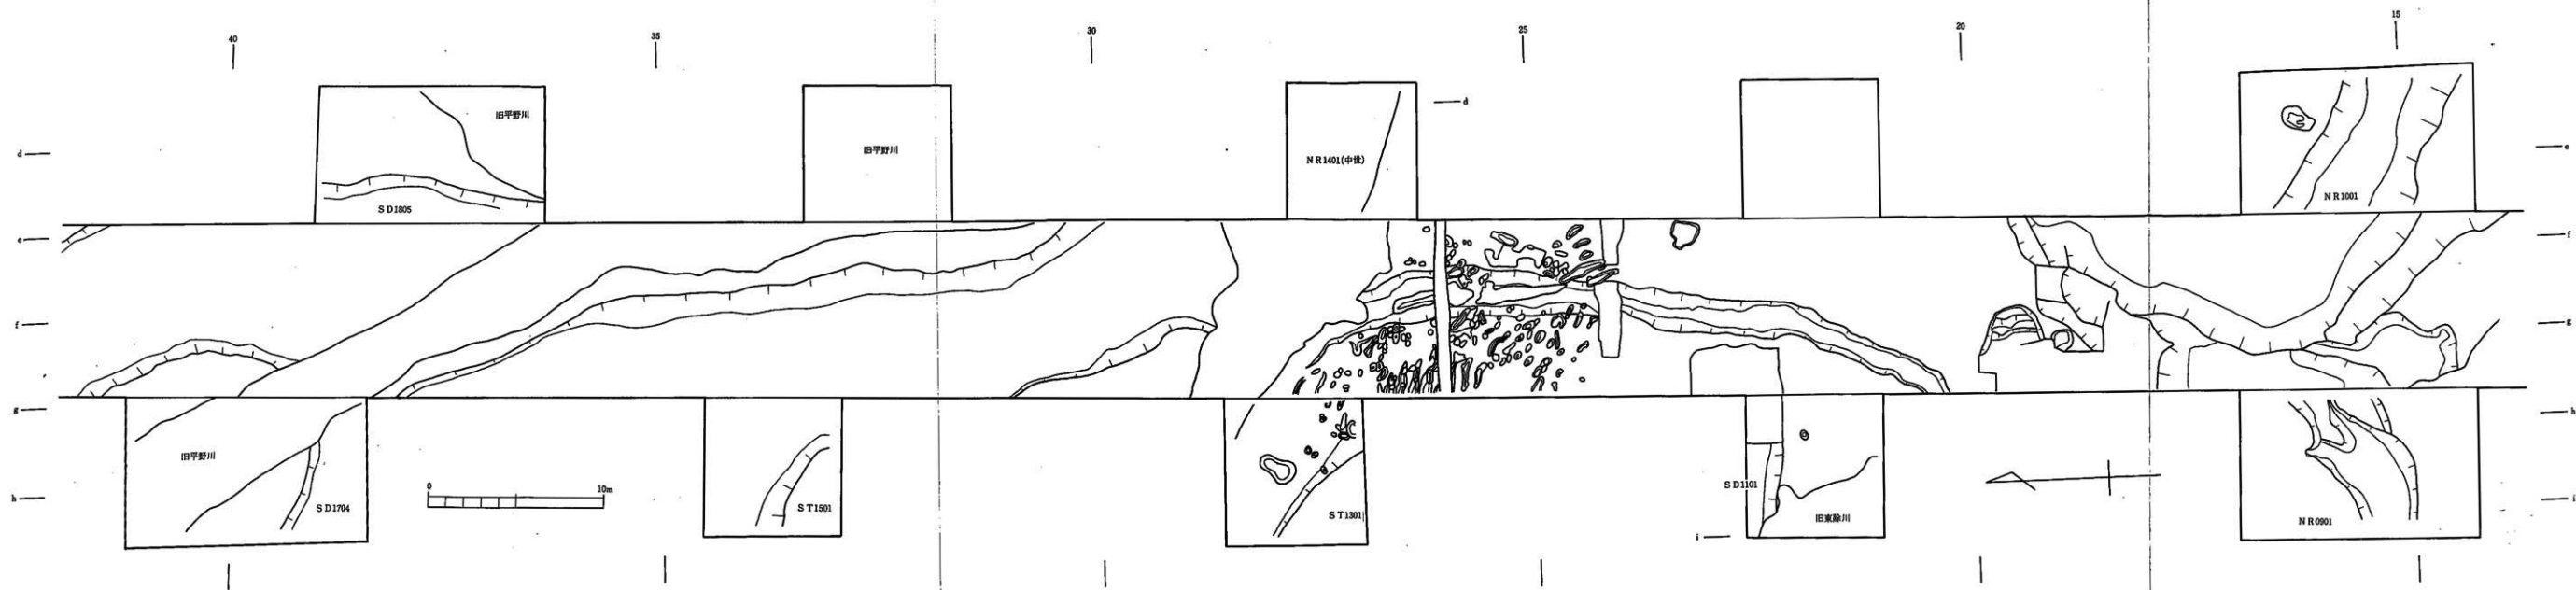 40
35
30
25
20
15
旧平野川
SD1805
旧平野川
NR1401(中世)
d
NR1001
d
e
e
f
f
g
g
h
旧平野川
SD1704
h
0
10m
ST1501
ST1301
SD1101
旧東除川
i
NR0901
i